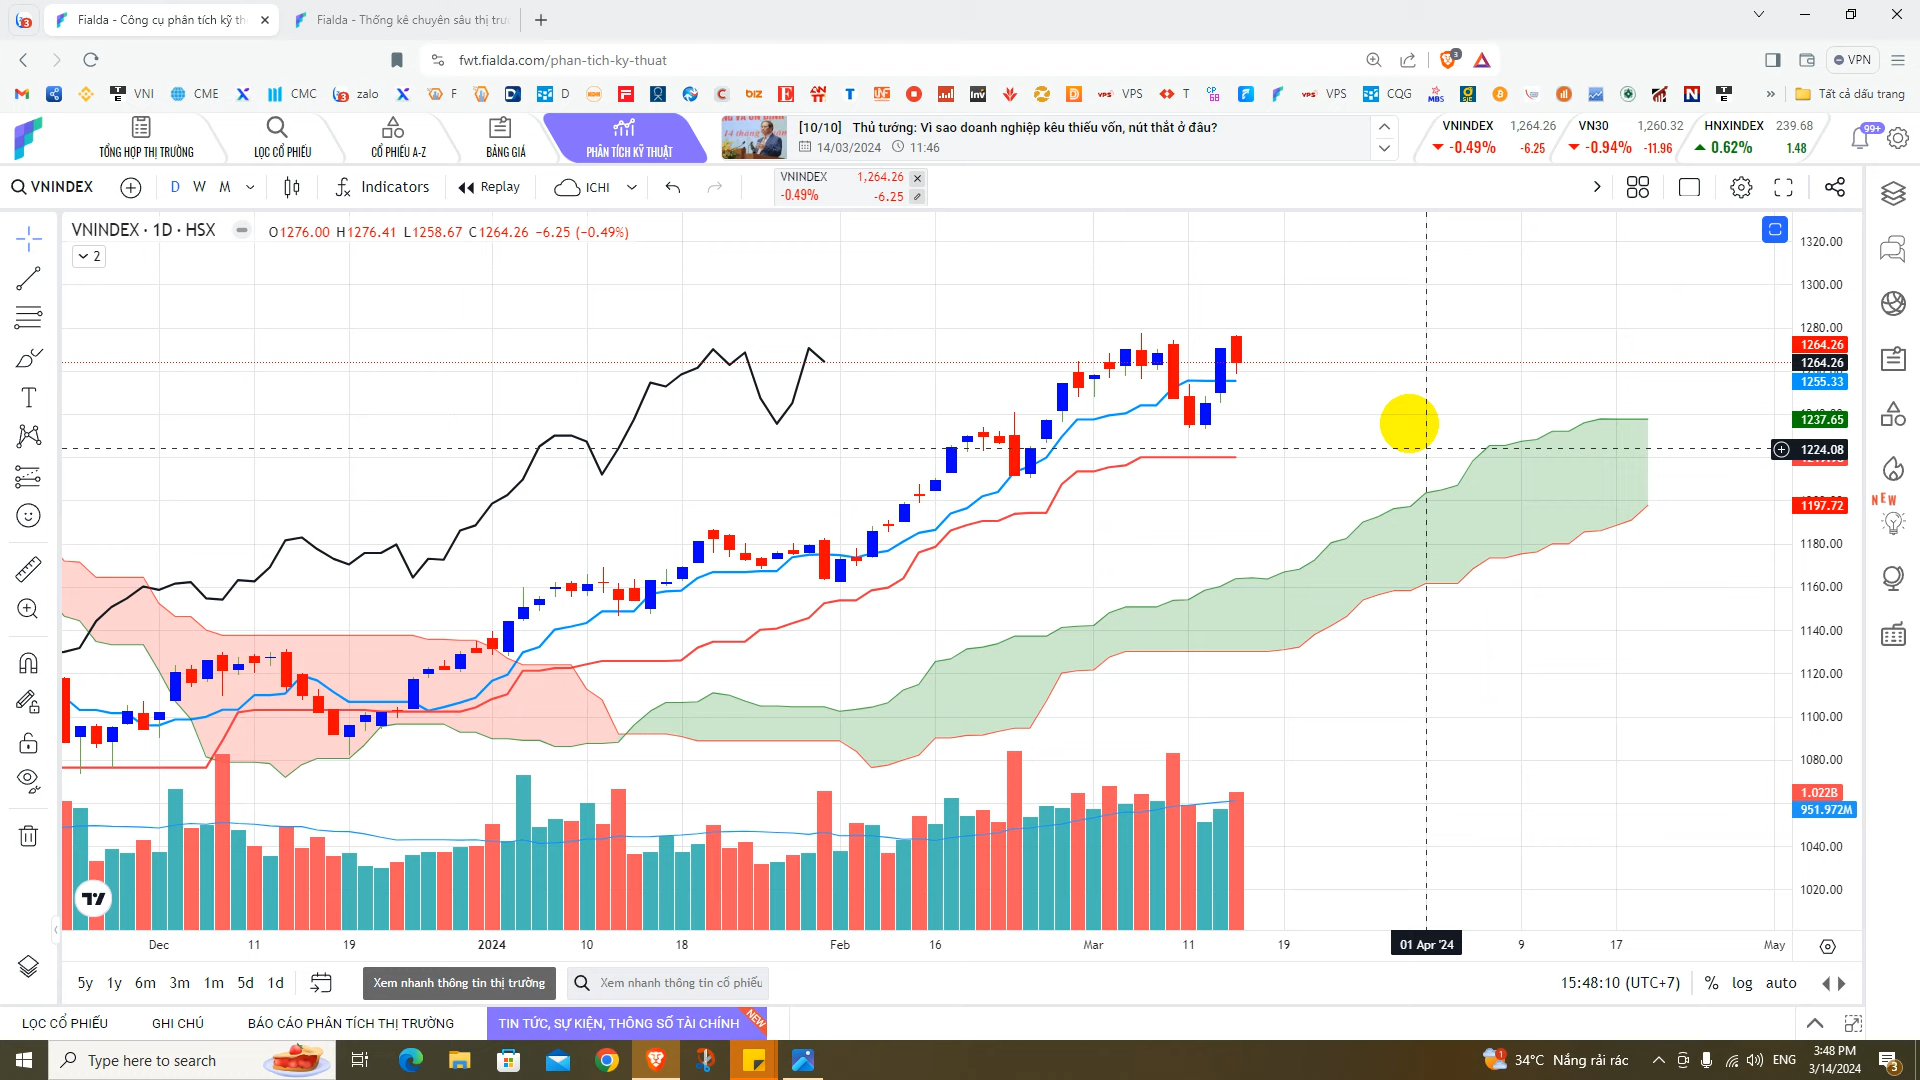 Fialda - Công cụ phân tích kỹ th
Fialda - Thống kê chuyên sâu thị trư
fwt.fialda.com/phan-tich-ky-thuat
3
VPN
VNI
CME
CMC
zalo
F
D
VPS
T
VPS
CQG
Tất cả dấu trang
TỔNG HỢP THỊ TRƯỜNG
LỌC CỔ PHIẾU
CỔ PHIẾU A-Z
BẢNG GIÁ
PHÂN TÍCH KỸ THUẬT
[10/10] Thủ tướng: Vì sao doanh nghiệp kêu thiếu vốn, nút thắt ở đâu?
14/03/2024 11:46
VNINDEX 1,264.26
-0.49% -6.25
VN30 1,260.32
-0.94% -11.96
HNXINDEX 239.68
0.62% 1.48
99+
VNINDEX
D W M
Indicators
Replay
ICHI
VNINDEX 1,264.26
-0.49% -6.25
VNINDEX · 1D · HSX
O1276.00 H1276.41 L1258.67 C1264.26 −6.25 (−0.49%)
2
1320.00
1300.00
1280.00
1264.26
1264.26
1255.33
1237.65
1224.08
1197.72
1180.00
1160.00
1140.00
1120.00
1100.00
1080.00
1.022B
951.972M
1040.00
1020.00
NEW
Dec 11 19 2024 10 18 Feb 16 Mar 11 19 01 Apr '24 9 17 May
5y 1y 6m 3m 1m 5d 1d
Xem nhanh thông tin thị trường
Xem nhanh thông tin cổ phiếu
15:48:10 (UTC+7)
% log auto
LỌC CỔ PHIẾU
GHI CHÚ
BÁO CÁO PHÂN TÍCH THỊ TRƯỜNG
TIN TỨC, SỰ KIỆN, THÔNG SỐ TÀI CHÍNH
NEW
Type here to search
34°C Nắng rải rác
ENG
3:48 PM
3/14/2024
3